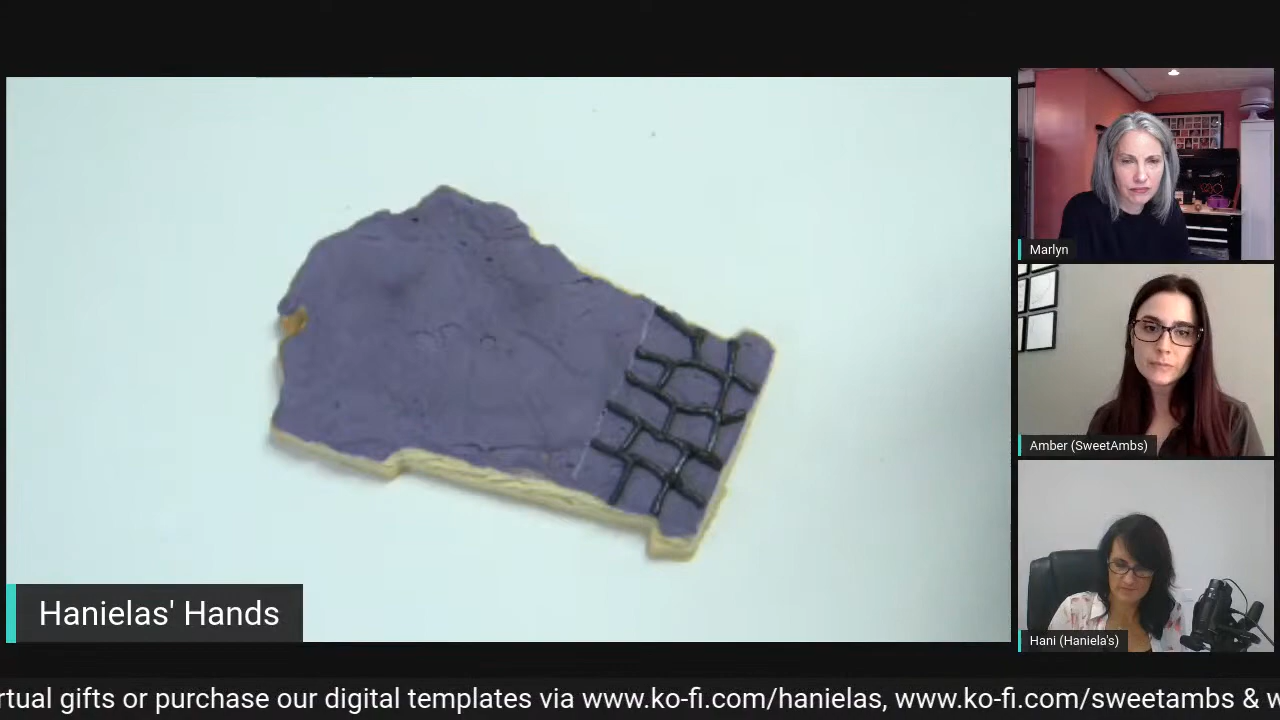 Marlyn
Amber (SweetAmbs)
Hanielas' Hands
Hani (Haniela's)
rtual gifts or purchase our digital templates via www.ko-fi.com/hanielas, www.ko-fi.com/sweetambs & w